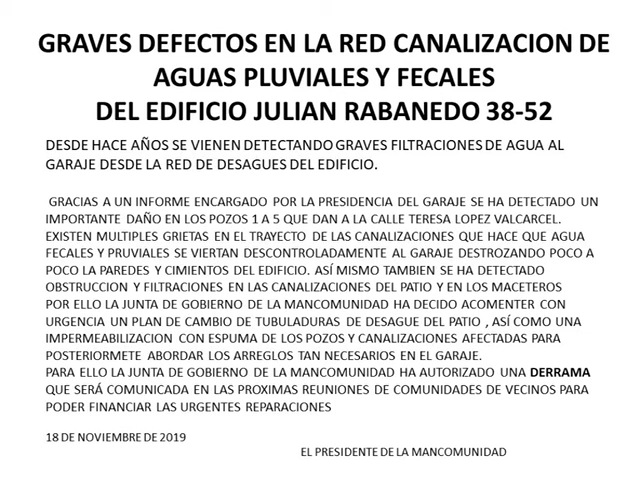 GRAVES DEFECTOS EN LA RED CANALIZACION DE
AGUAS PLUVIALES Y FECALES
DEL EDIFICIO JULIAN RABANEDO 38-52
DESDE HACE AÑOS SE VIENEN DETECTANDO GRAVES FILTRACIONES DE AGUA AL
GARAJE DESDE LA RED DE DESAGUES DEL EDIFICIO.
GRACIAS A UN INFORME ENCARGADO POR LA PRESIDENCIA DEL GARAJE SE HA DETECTADO UN
IMPORTANTE DAÑO EN LOS POZOS 1 A 5 QUE DAN A LA CALLE TERESA LOPEZ VALCARCEL.
EXISTEN MULTIPLES GRIETAS EN EL TRAYECTO DE LAS CANALIZACIONES QUE HACE QUE AGUA
FECALES Y PRUVIALES SE VIERTAN DESCONTROLADAMENTE AL GARAJE DESTROZANDO POCO A
POCO LA PAREDES Y CIMIENTOS DEL EDIFICIO. ASÍ MISMO TAMBIEN SE HA DETECTADO
OBSTRUCCION Y FILTRACIONES EN LAS CANALIZACIONES DEL PATIO Y EN LOS MACETEROS
POR ELLO LA JUNTA DE GOBIERNO DE LA MANCOMUNIDAD HA DECIDO ACOMENTER CON
URGENCIA UN PLAN DE CAMBIO DE TUBULADURAS DE DESAGUE DEL PATIO , ASÍ COMO UNA
IMPERMEABILIZACION CON ESPUMA DE LOS POZOS Y CANALIZACIONES AFECTADAS PARA
POSTERIORMETE ABORDAR LOS ARREGLOS TAN NECESARIOS EN EL GARAJE.
PARA ELLO LA JUNTA DE GOBIERNO DE LA MANCOMUNIDAD HA AUTORIZADO UNA DERRAMA
QUE SERÁ COMUNICADA EN LAS PROXIMAS REUNIONES DE COMUNIDADES DE VECINOS PARA
PODER FINANCIAR LAS URGENTES REPARACIONES
18 DE NOVIEMBRE DE 2019
EL PRESIDENTE DE LA MANCOMUNIDAD